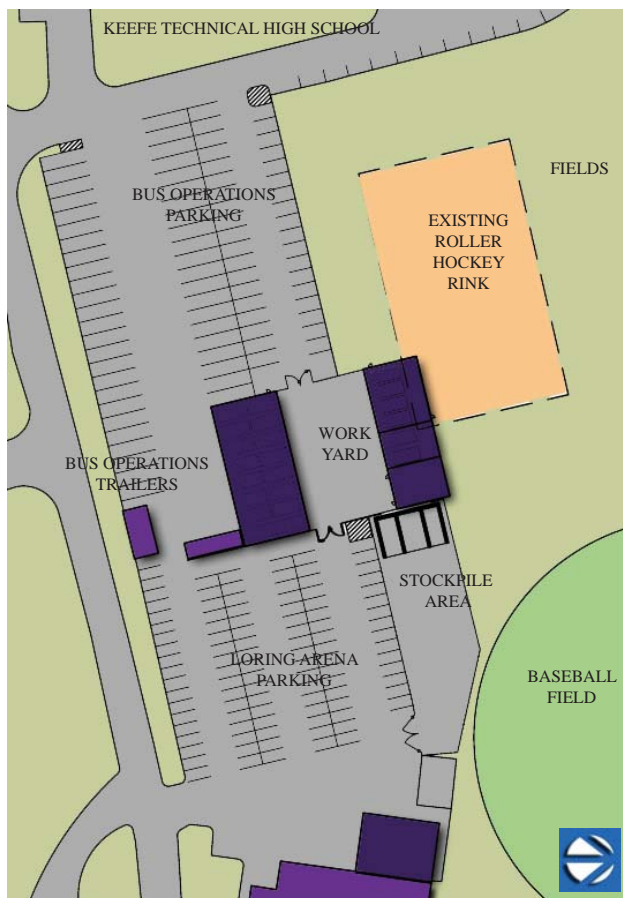 KEEFE TECHNICAL HIGH SCHOOL
FIELDS
BUS OPERATIONS
PARKING
EXISTING
ROLLER
HOCKEY
RINK
WORK
YARD
BUS OPERATIONS
TRAILERS
STOCKPILE
AREA
LORING ARENA
PARKING
BASEBALL
FIELD